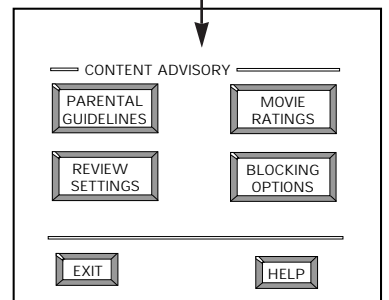 CONTENT ADVISORY
PARENTAL
GUIDELINES
MOVIE
RATINGS
REVIEW
SETTINGS
BLOCKING
OPTIONS
EXIT
HELP